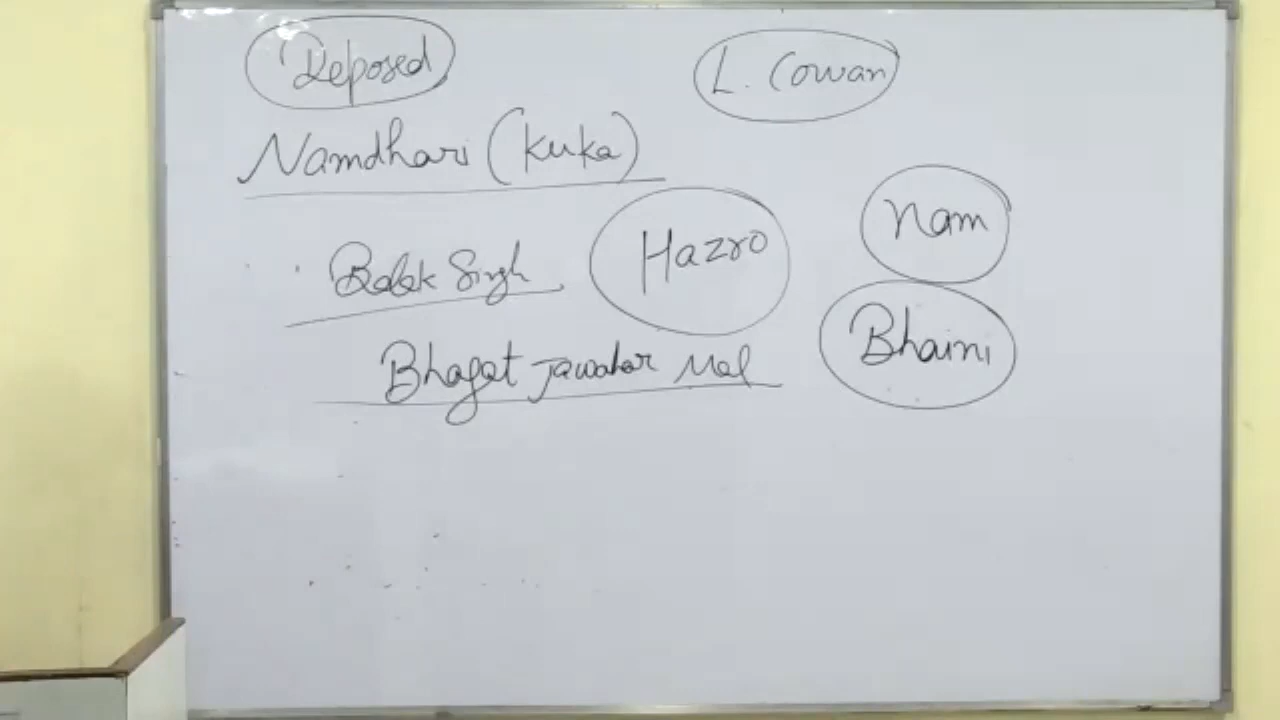 Deposed
L. Cowan
Namdhari (Kuka)
Balak Singh
Hazro
Nam
Bhaini
Bhagat Jawahar Mal